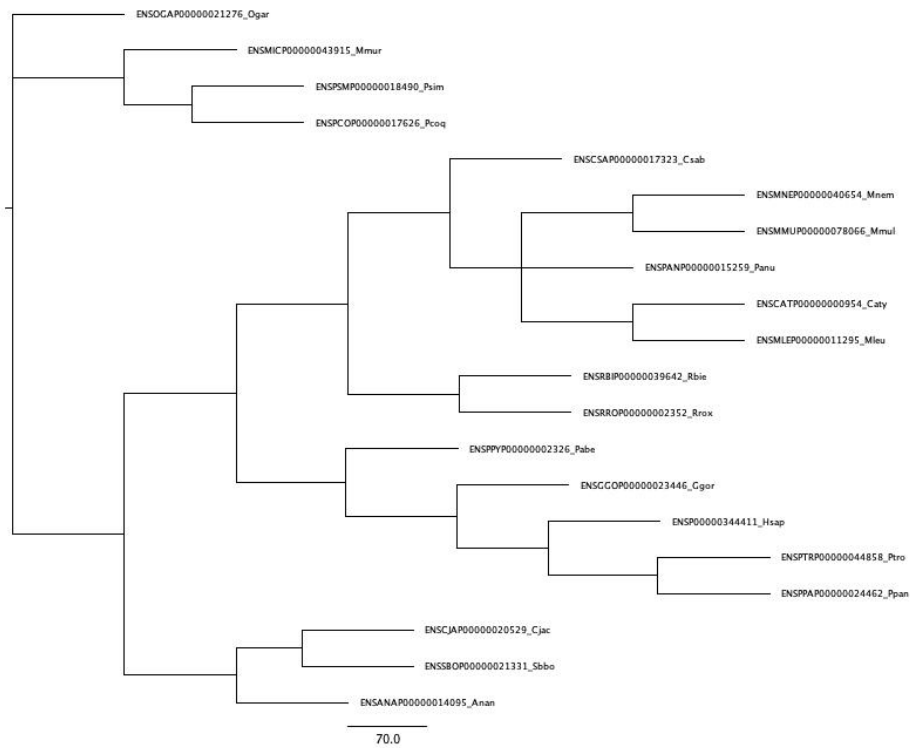 ENSOGAP00000021276_Ogar
ENSMICP00000043915_Mmur
ENSPSMP00000018490_Psim
ENSPCOP00000017626_Pcoq
ENSCSAP00000017323_Csab
ENSMNEP00000040654_Mnem
ENSMMUP00000078066_Mmul
ENSPANP00000015259_Panu
ENSCATP00000000954_Caty
ENSMLEP00000011295_Mleu
ENSRBIP00000039642_Rbie
ENSRROP00000002352_Rrox
ENSPPYP00000002326_Pabe
ENSGGOP00000023446_Ggor
ENSP00000344411_Hsap
ENSPTRP00000044858_Ptro
ENSPPAP00000024462_Ppan
ENSCJAP00000020529_Cjac
ENSSBOP00000021331_Sbbo
ENSANAP00000014095_Anan
70.0